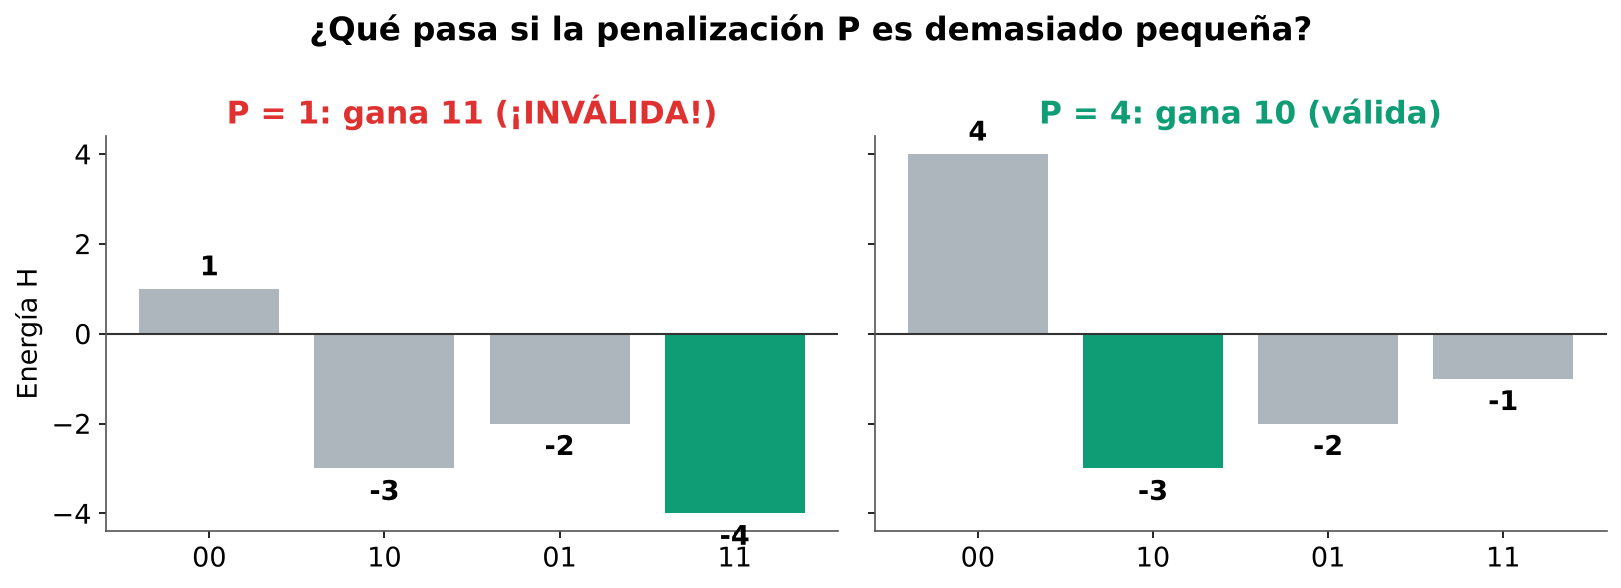 ¿Qué pasa si la penalización P es demasiado pequeña?
P = 1: gana 11 (¡INVÁLIDA!)
Energía H
4
2
0
−2
−4
1
-3
-2
-4
00 10 01 11
P = 4: gana 10 (válida)
4
-3
-2
-1
00 10 01 11